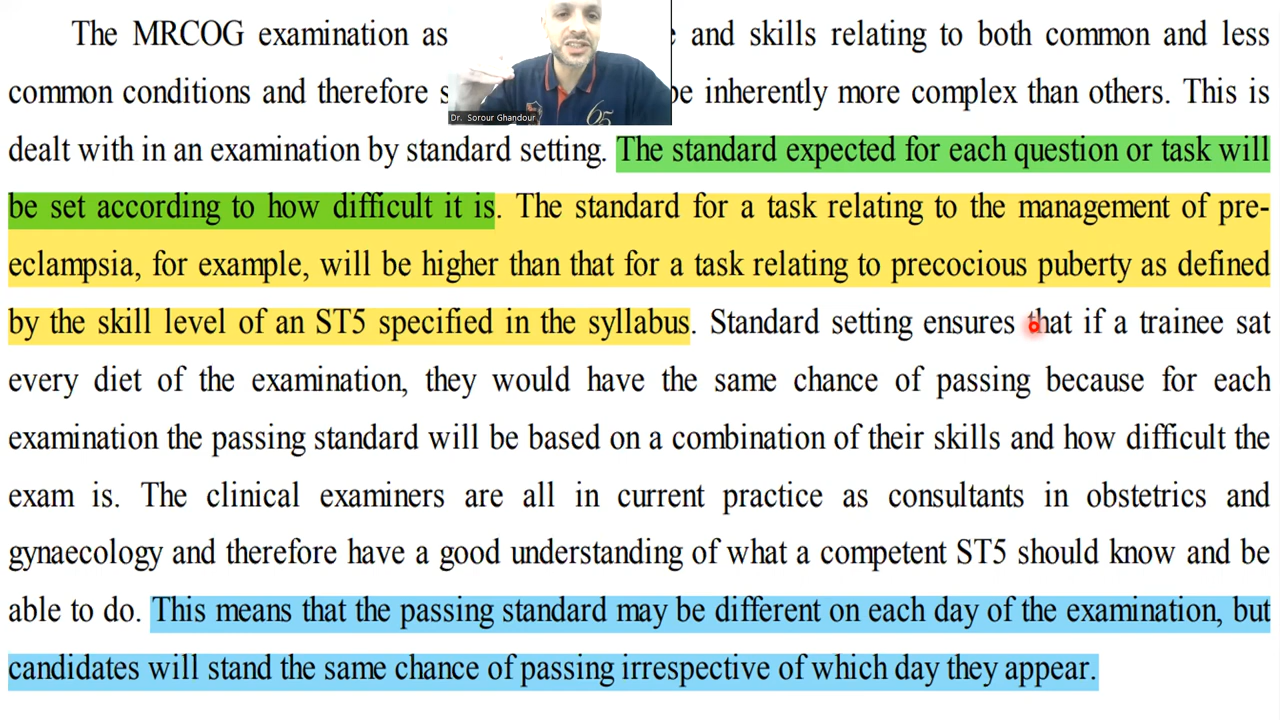 The MRCOG examination as and skills relating to both common and less
common conditions and therefore be inherently more complex than others. This is
Dr. Sorour Ghandour
dealt with in an examination by standard setting. The standard expected for each question or task will
be set according to how difficult it is. The standard for a task relating to the management of pre-
eclampsia, for example, will be higher than that for a task relating to precocious puberty as defined
by the skill level of an ST5 specified in the syllabus. Standard setting ensures that if a trainee sat
every diet of the examination, they would have the same chance of passing because for each
examination the passing standard will be based on a combination of their skills and how difficult the
exam is. The clinical examiners are all in current practice as consultants in obstetrics and
gynaecology and therefore have a good understanding of what a competent ST5 should know and be
able to do. This means that the passing standard may be different on each day of the examination, but
candidates will stand the same chance of passing irrespective of which day they appear.